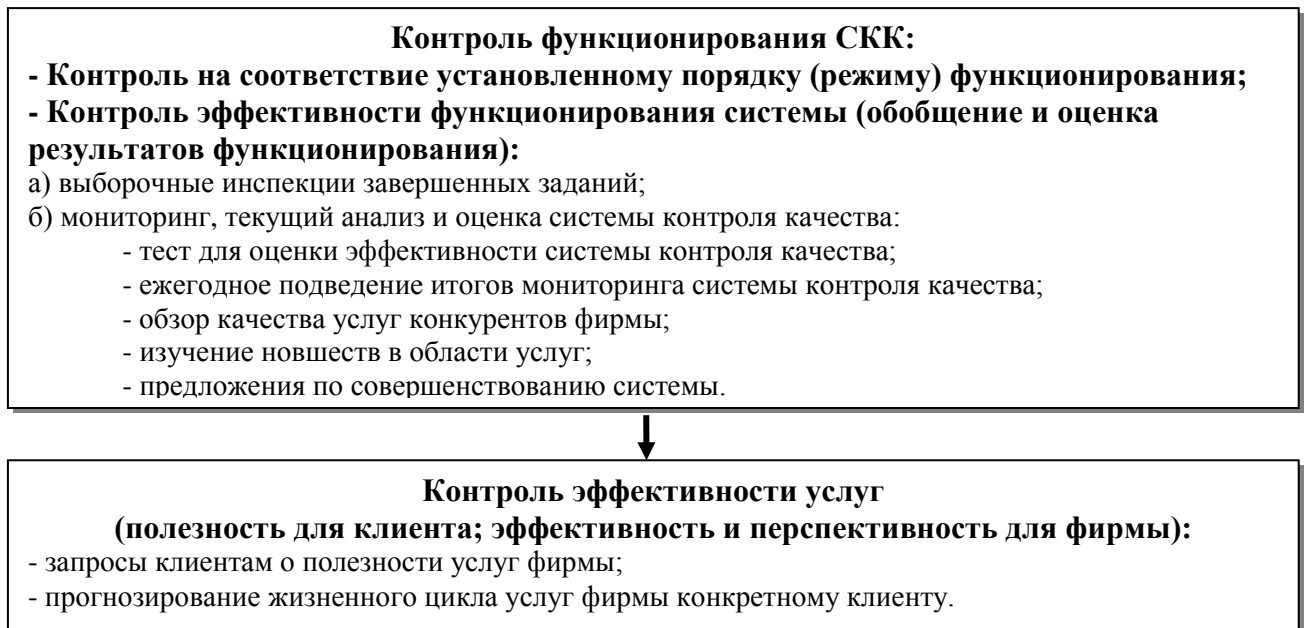 Контроль функционирования СКК:
- Контроль на соответствие установленному порядку (режиму) функционирования;
- Контроль эффективности функционирования системы (обобщение и оценка
результатов функционирования):
а) выборочные инспекции завершенных заданий;
б) мониторинг, текущий анализ и оценка системы контроля качества:
- тест для оценки эффективности системы контроля качества;
- ежегодное подведение итогов мониторинга системы контроля качества;
- обзор качества услуг конкурентов фирмы;
- изучение новшеств в области услуг;
- предложения по совершенствованию системы.
Контроль эффективности услуг
(полезность для клиента; эффективность и перспективность для фирмы):
- запросы клиентам о полезности услуг фирмы;
- прогнозирование жизненного цикла услуг фирмы конкретному клиенту.